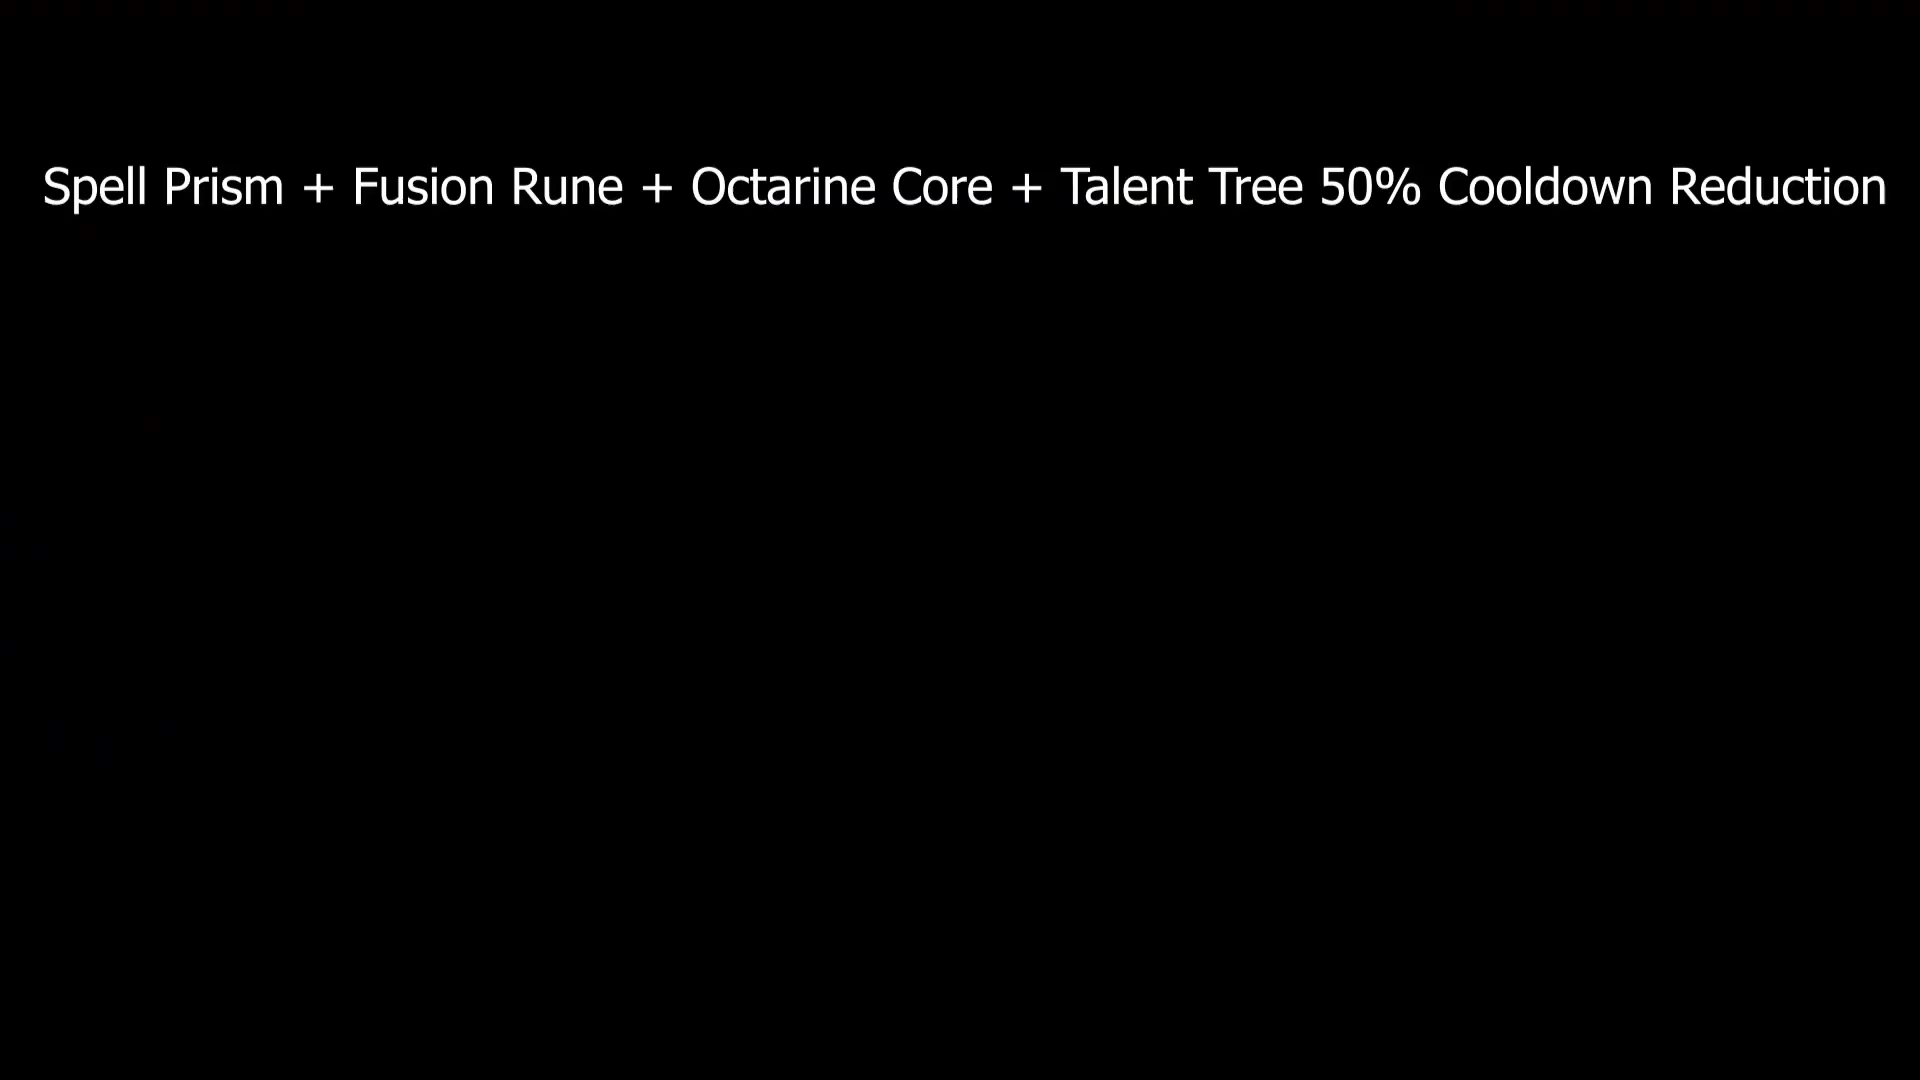 Spell Prism + Fusion Rune + Octarine Core + Talent Tree 50% Cooldown Reduction